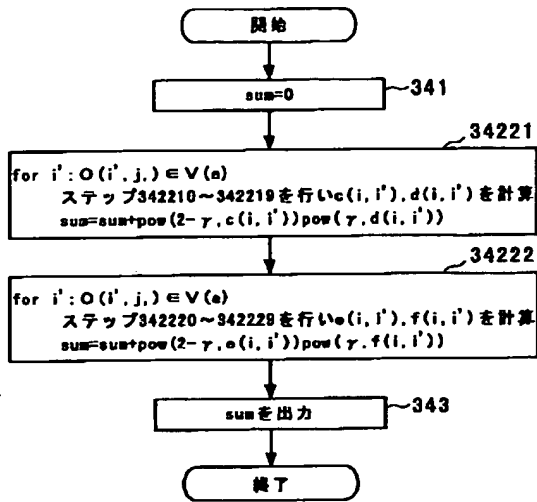 開始
sum=0
341
34221
for i':O(i',j,)∈V(a)
ステップ342210~342219を行いc(i,i'),d(i,i')を計算
sum=sum+pow(2-γ,c(i,i'))pow(γ,d(i,i'))
34222
for i':O(i',j,)∈V(a)
ステップ342220~342229を行いe(i,i'),f(i,i')を計算
sum=sum+pow(2-γ,e(i,i'))pow(γ,f(i,i'))
sumを出力
343
終了